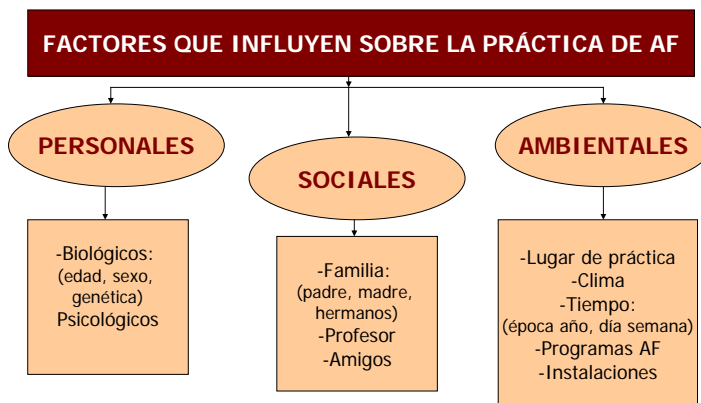 FACTORES QUE INFLUYEN SOBRE LA PRÁCTICA DE AF
PERSONALES
SOCIALES
AMBIENTALES
-Biológicos:
(edad, sexo,
genética)
Psicológicos
-Familia:
(padre, madre,
hermanos)
-Profesor
-Amigos
-Lugar de práctica
-Clima
-Tiempo:
(época año, día semana)
-Programas AF
-Instalaciones